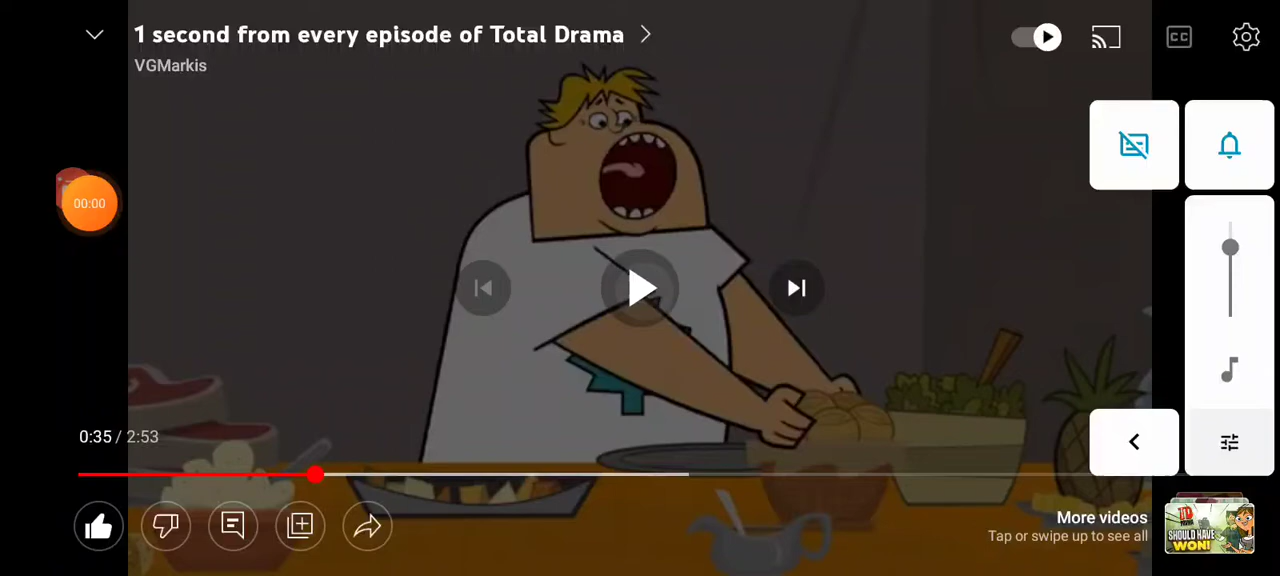 1 second from every episode of Total Drama
VGMarkis
CC
00:00
0:35 / 2:53
More videos
Tap or swipe up to see all
SHOULD HAVE
WON!